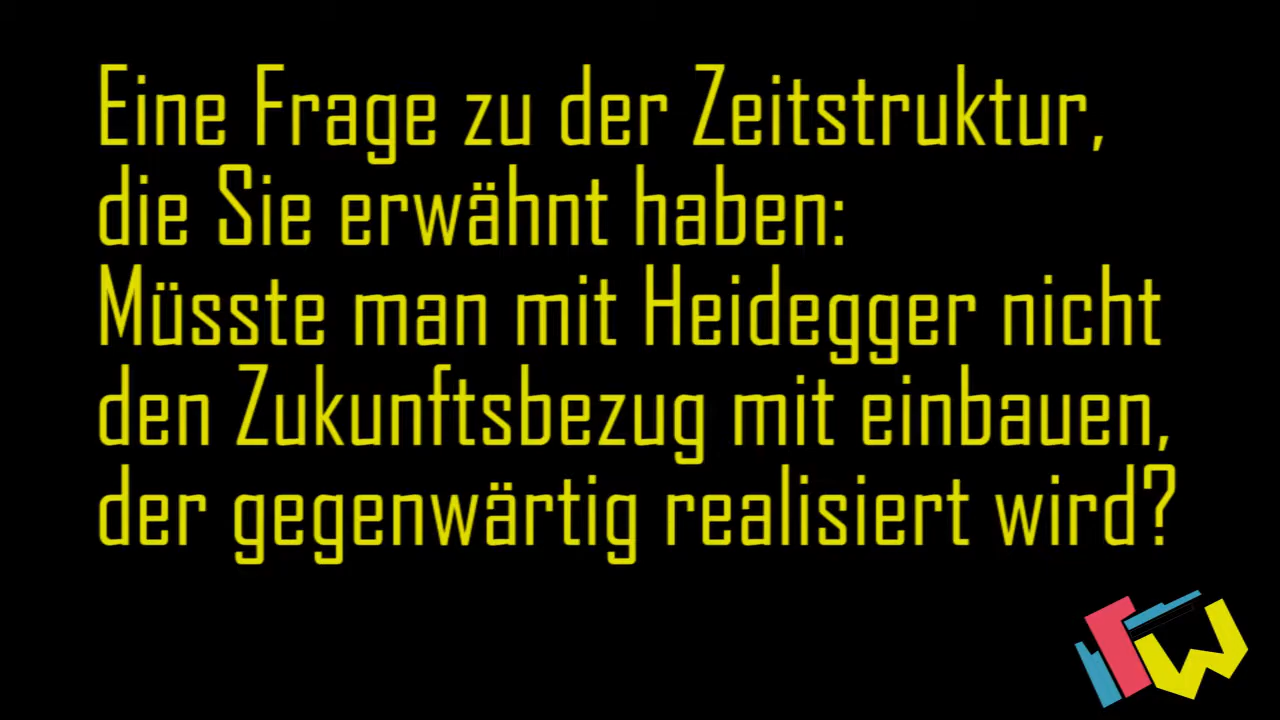 Eine Frage zu der Zeitstruktur,
die Sie erwähnt haben:
Müsste man mit Heidegger nicht
den Zukunftsbezug mit einbauen,
der gegenwärtig realisiert wird?